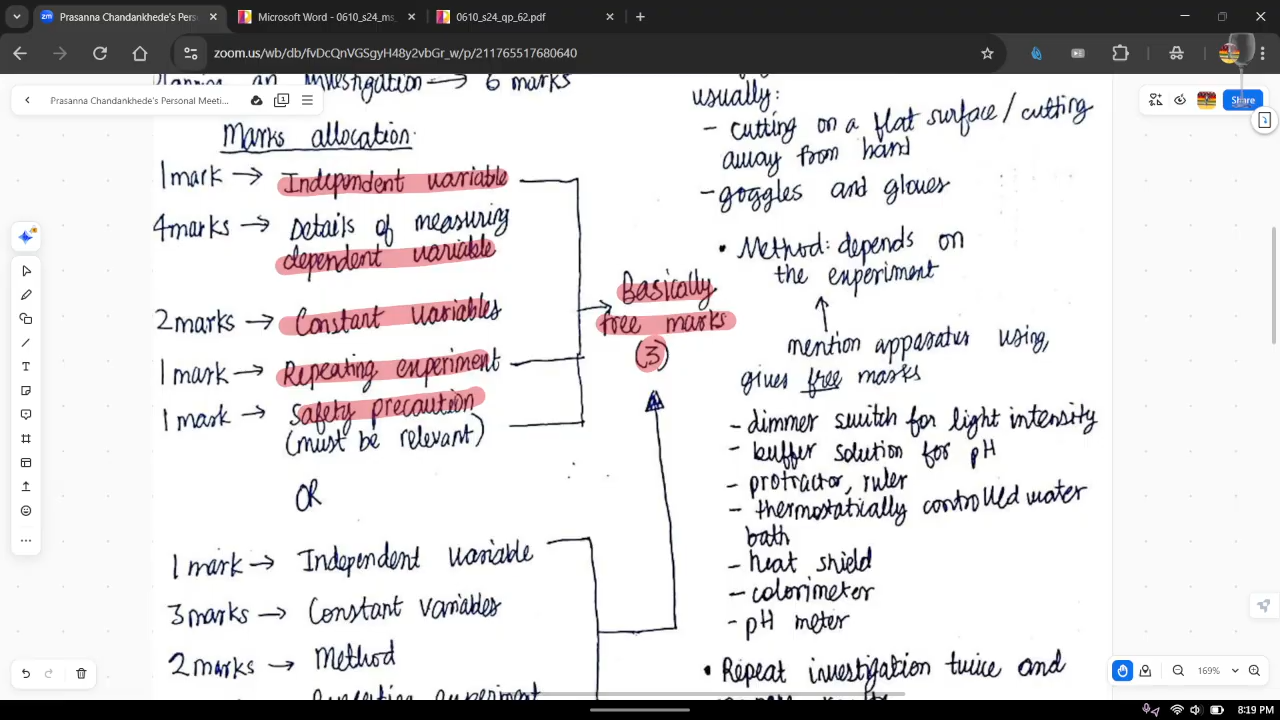 Prasanna Chandankhede's Pers
Microsoft Word - 0610_s24_ms_
0610_s24_qp_62.pdf
zoom.us/wb/db/fvDcQnVGSgyH48y2vbGr_w/p/211765517680640
Prasanna Chandankhede's Personal Meeti...
Share
Planning an investigation → 6 marks
Marks allocation
1 mark → Independent variable
4 marks → Details of measuring
dependent variable
2 marks → Constant variables
1 mark → Repeating experiment
1 mark → Safety precaution
(must be relevant)
Basically
free marks
(3)
OR
1 mark → Independent variable
3 marks → Constant variables
2 marks → Method
Repeating experiment
usually:
- cutting on a flat surface / cutting
away from hand
- goggles and gloves
• Method: depends on
the experiment
mention apparatus using,
gives free marks
- dimmer switch for light intensity
- buffer solution for pH
- protractor, ruler
- thermostatically controlled water
bath
- heat shield
- colorimeter
- pH meter
• Repeat investigation twice and
169%
8:19 PM